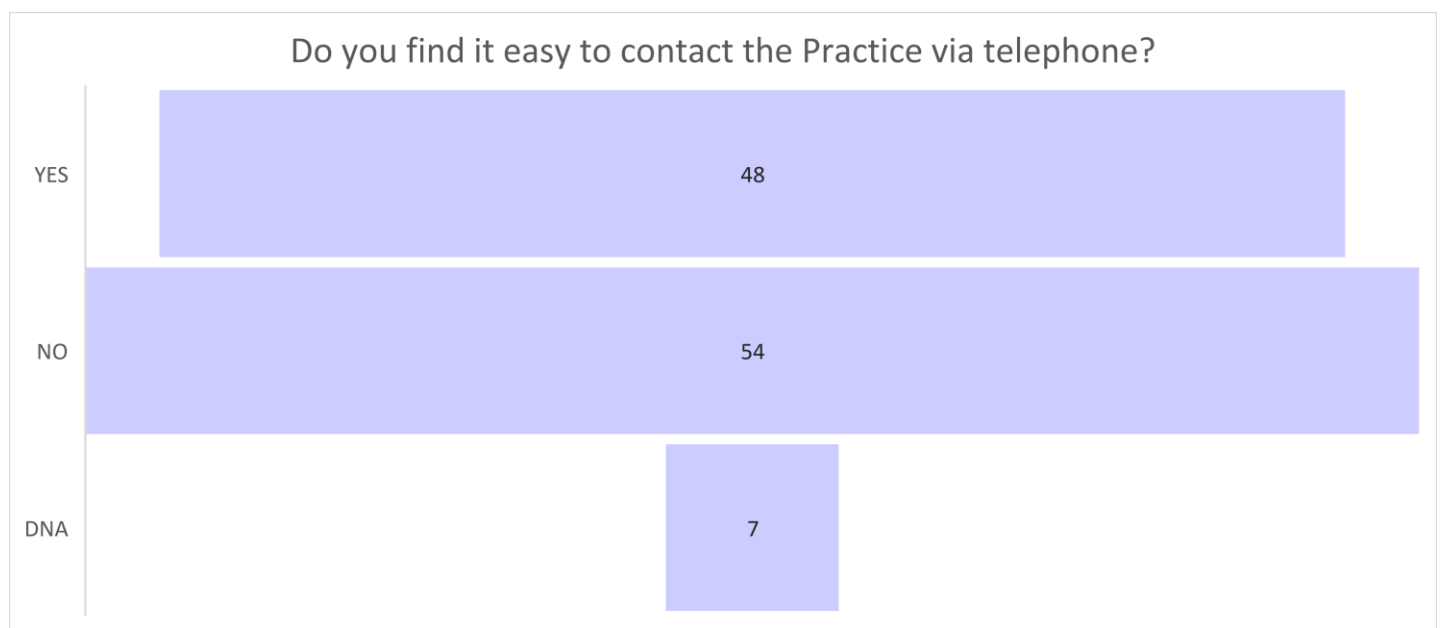 Do you find it easy to contact the Practice via telephone?
YES
48
NO
54
DNA
7